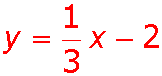 y = 1/3 x − 2